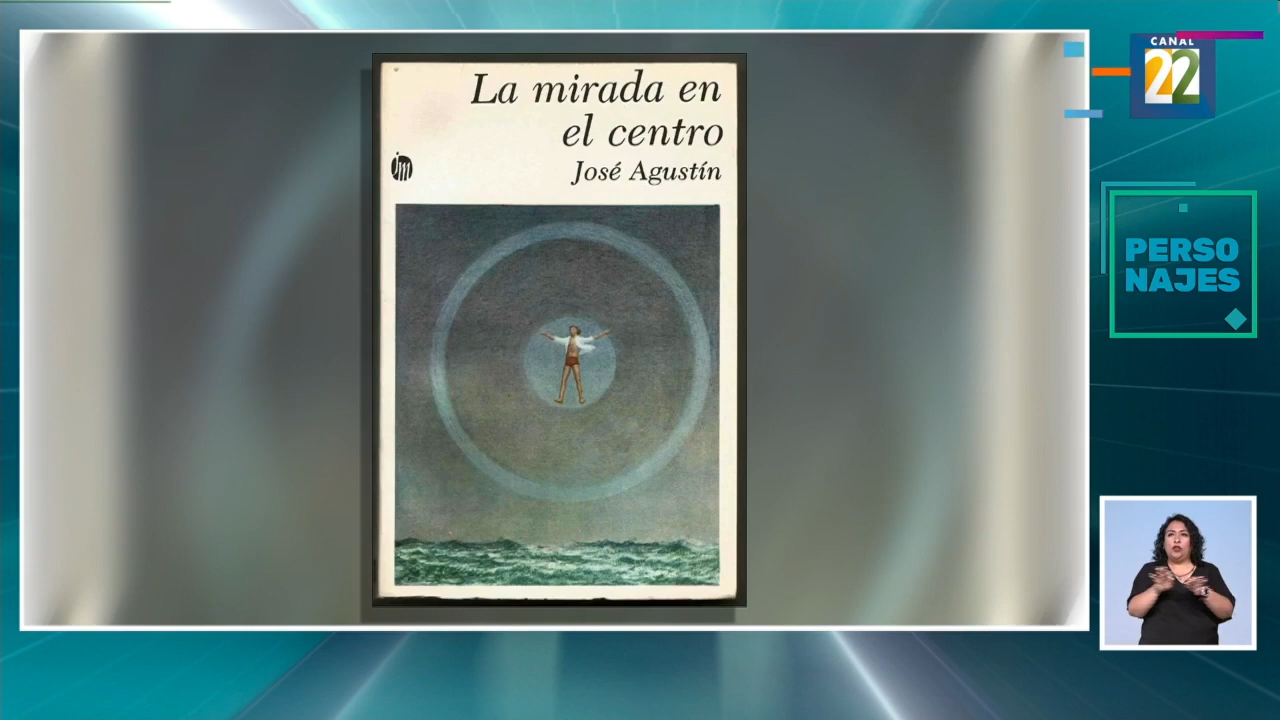 La mirada en
el centro
José Agustín
jm
CANAL
22
PERSO
NAJES